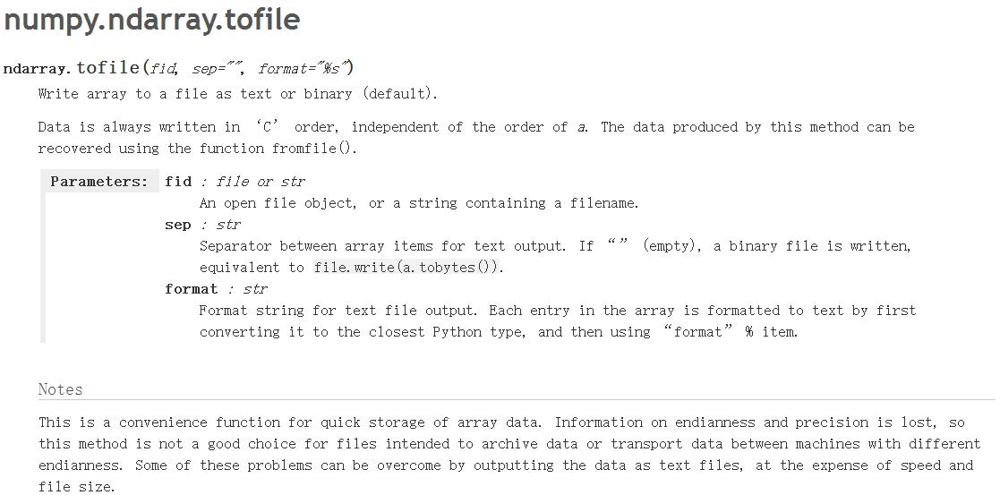 numpy.ndarray.tofile
ndarray.tofile(fid, sep="", format="%s")
Write array to a file as text or binary (default).
Data is always written in ‘C’ order, independent of the order of a. The data produced by this method can be
recovered using the function fromfile().
Parameters: fid : file or str
An open file object, or a string containing a filename.
sep : str
Separator between array items for text output. If “” (empty), a binary file is written,
equivalent to file.write(a.tobytes()).
format : str
Format string for text file output. Each entry in the array is formatted to text by first
converting it to the closest Python type, and then using “format” % item.
Notes
This is a convenience function for quick storage of array data. Information on endianness and precision is lost, so
this method is not a good choice for files intended to archive data or transport data between machines with different
endianness. Some of these problems can be overcome by outputting the data as text files, at the expense of speed and
file size.